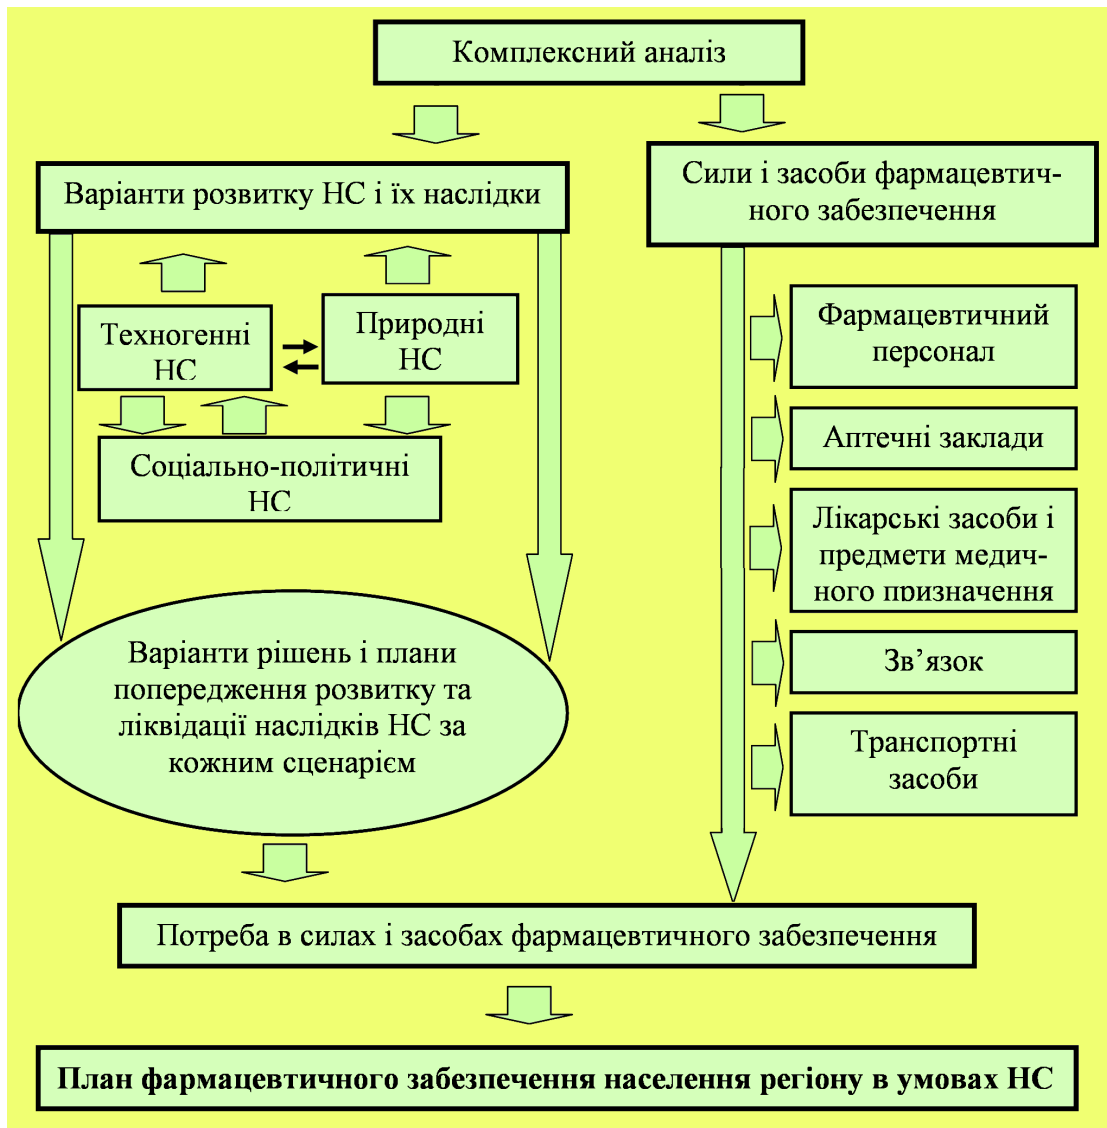 Комплексний аналіз
Варіанти розвитку НС і їх наслідки
Сили і засоби фармацевтич-
ного забезпечення
Техногенні
НС
Природні
НС
Соціально-політичні
НС
Фармацевтичний
персонал
Аптечні заклади
Лікарські засоби і
предмети медич-
ного призначення
Зв’язок
Транспортні
засоби
Варіанти рішень і плани
попередження розвитку та
ліквідації наслідків НС за
кожним сценарієм
Потреба в силах і засобах фармацевтичного забезпечення
План фармацевтичного забезпечення населення регіону в умовах НС